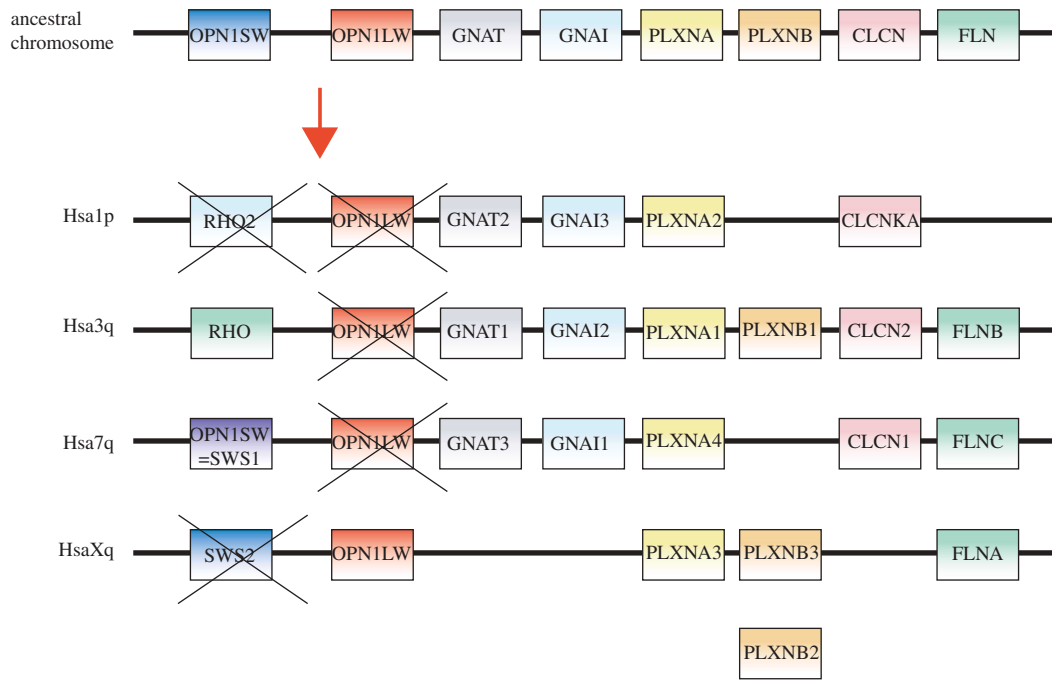 ancestral
chromosome
OPN1SW OPN1LW GNAT GNAI PLXNA PLXNB CLCN FLN
Hsa1p RHO2 OPN1LW GNAT2 GNAI3 PLXNA2 CLCNKA
Hsa3q RHO OPN1LW GNAT1 GNAI2 PLXNA1 PLXNB1 CLCN2 FLNB
Hsa7q OPN1SW OPN1LW GNAT3 GNAI1 PLXNA4 CLCN1 FLNC
=SWS1
HsaXq SWS2 OPN1LW PLXNA3 PLXNB3 FLNA
PLXNB2